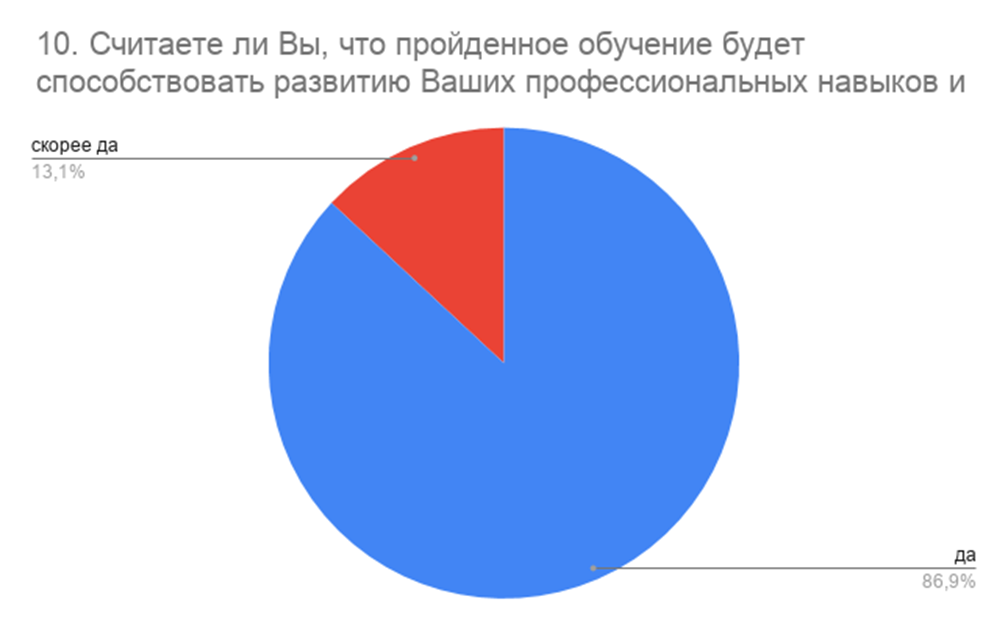 10. Считаете ли Вы, что пройденное обучение будет
способствовать развитию Ваших профессиональных навыков и
скорее да
13,1%
да
86,9%